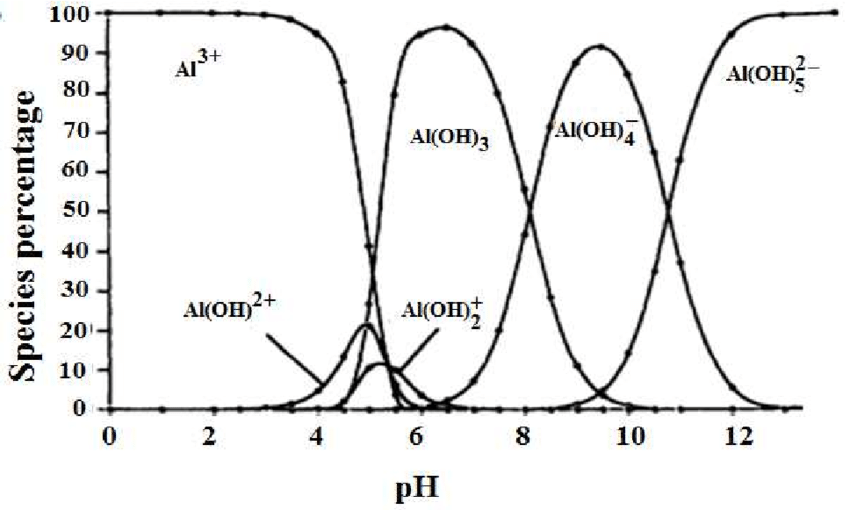 Species percentage
100
90
80
70
60
50
40
30
20
10
0
Al³⁺
Al(OH)²⁺
Al(OH)₃
Al(OH)₂⁺
Al(OH)₄⁻
Al(OH)₅²⁻
0 2 4 6 8 10 12
pH